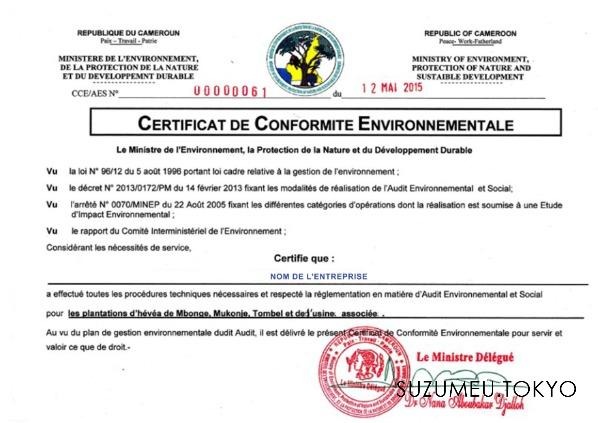 REPUBLIQUE DU CAMEROUN
Paix – Travail - Patrie
MINISTERE DE L'ENVIRONNEMENT,
DE LA PROTECTION DE LA NATURE
ET DU DEVELOPPEMNT DURABLE
REPUBLIC OF CAMEROON
Peace- Work-Fatherland
MINISTRY OF ENVIRONMENT,
PROTECTION OF NATURE AND
SUSTAIBLE DEVELOPMENT
CCE/AES N° 00000061 du 12 MAI 2015
CERTIFICAT DE CONFORMITE ENVIRONNEMENTALE
Le Ministre de l'Environnement, la Protection de la Nature et du Développement Durable
Vu la loi N° 96/12 du 5 août 1996 portant loi cadre relative à la gestion de l'environnement ;
Vu le décret N° 2013/0172/PM du 14 février 2013 fixant les modalités de réalisation de l'Audit Environnemental et Social;
Vu l'arrêté N° 0070/MINEP du 22 Août 2005 fixant les différentes catégories d'opérations dont la réalisation est soumise à une Etude
d'Impact Environnemental ;
Vu le rapport du Comité Interministériel de l'Environnement ;
Considérant les nécessités de service,
Certifie que :
NOM DE L'ENTREPRISE
a effectué toutes les procédures techniques nécessaires et respecté la réglementation en matière d'Audit Environnemental et Social
pour les plantations d'hévéa de Mbonge, Mukonje, Tombel et de l'usine associée .
Au vu du plan de gestion environnementale dudit Audit, il est délivré le présent Certificat de Conformité Environnementale pour servir et
valoir ce que de droit.-
Le Ministre Délégué
SUZUMEU TOKYO
Dr Nana Aboubakar Djalloh